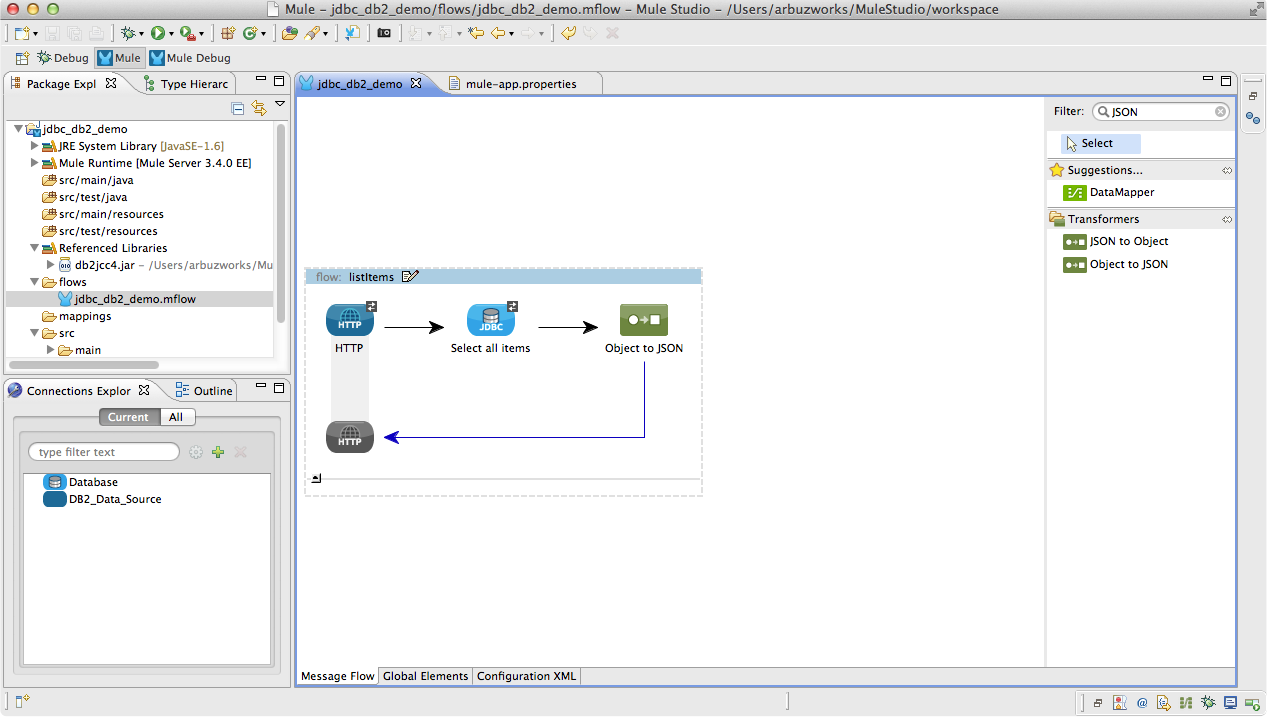 Mule – jdbc_db2_demo/flows/jdbc_db2_demo.mflow – Mule Studio – /Users/arbuzworks/MuleStudio/workspace
Debug Mule Mule Debug
Package Expl Type Hierarc
jdbc_db2_demo
JRE System Library [JavaSE-1.6]
Mule Runtime [Mule Server 3.4.0 EE]
src/main/java
src/test/java
src/main/resources
src/test/resources
Referenced Libraries
db2jcc4.jar – /Users/arbuzworks/Mu
flows
jdbc_db2_demo.mflow
mappings
src
main
Connections Explor Outline
Current All
type filter text
Database
DB2_Data_Source
jdbc_db2_demo mule-app.properties
flow: listItems
HTTP JDBC
HTTP Select all items Object to JSON
HTTP
Message Flow Global Elements Configuration XML
Filter: JSON
Select
Suggestions...
DataMapper
Transformers
JSON to Object
Object to JSON